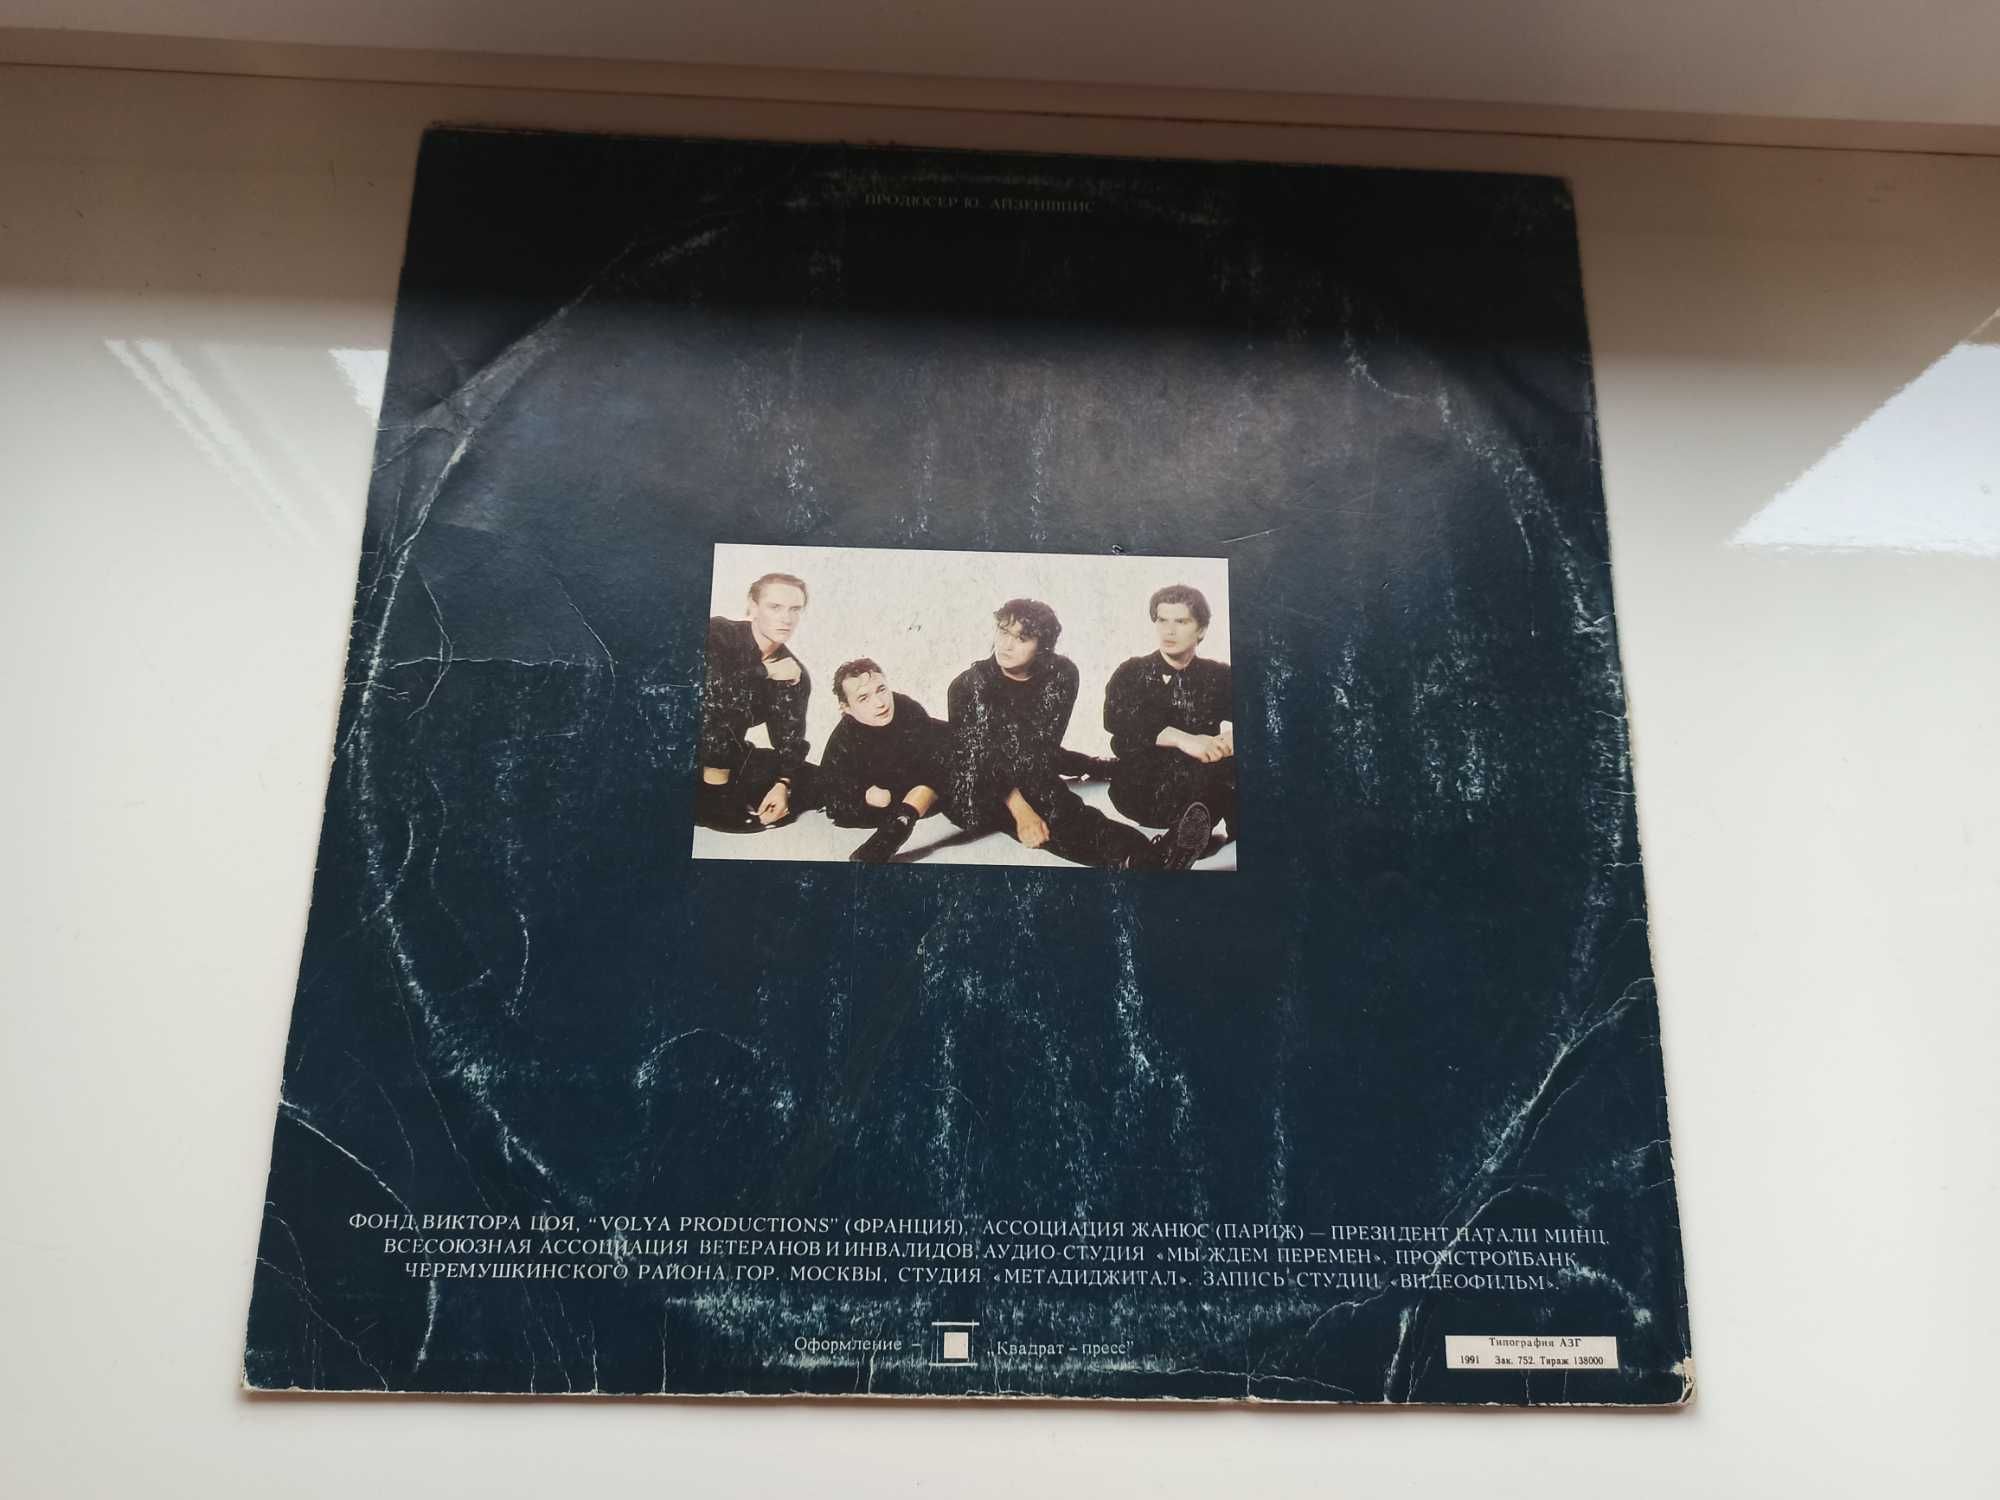 ПРОДЮСЕР Ю. АЙЗЕНШПИС
ФОНД ВИКТОРА ЦОЯ, "VOLYA PRODUCTIONS" (ФРАНЦИЯ), АССОЦИАЦИЯ ЖАНЮС (ПАРИЖ) — ПРЕЗИДЕНТ НАТАЛИ МИНЦ,
ВСЕСОЮЗНАЯ АССОЦИАЦИЯ ВЕТЕРАНОВ И ИНВАЛИДОВ, АУДИО-СТУДИЯ «МЫ ЖДЕМ ПЕРЕМЕН», ПРОМСТРОЙБАНК
ЧЕРЕМУШКИНСКОГО РАЙОНА ГОР. МОСКВЫ, СТУДИЯ «МЕТАДИДЖИТАЛ». ЗАПИСЬ СТУДИИ «ВИДЕОФИЛЬМ».
Оформление – „Квадрат – пресс"
Типография АЗГ
1991 Зак. 752. Тираж 138000